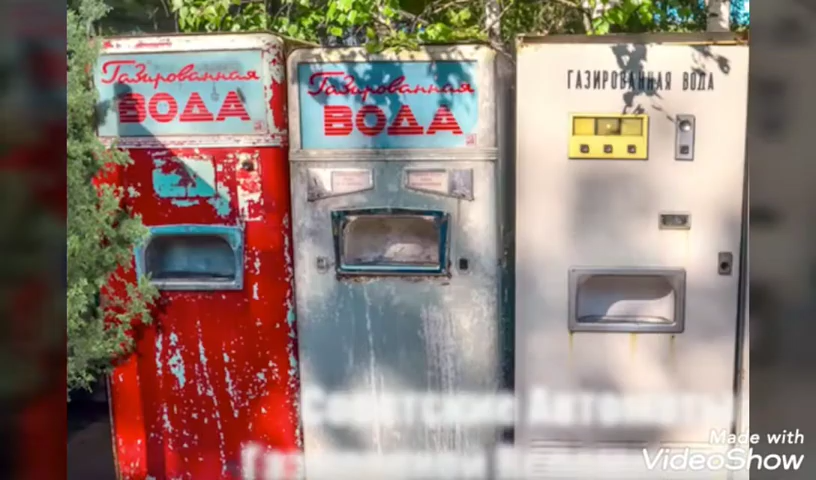 Газированная
ВОДА
Газированная
ВОДА
ГАЗИРОВАННАЯ ВОДА
Советские Автоматы
Made with
VideoShow